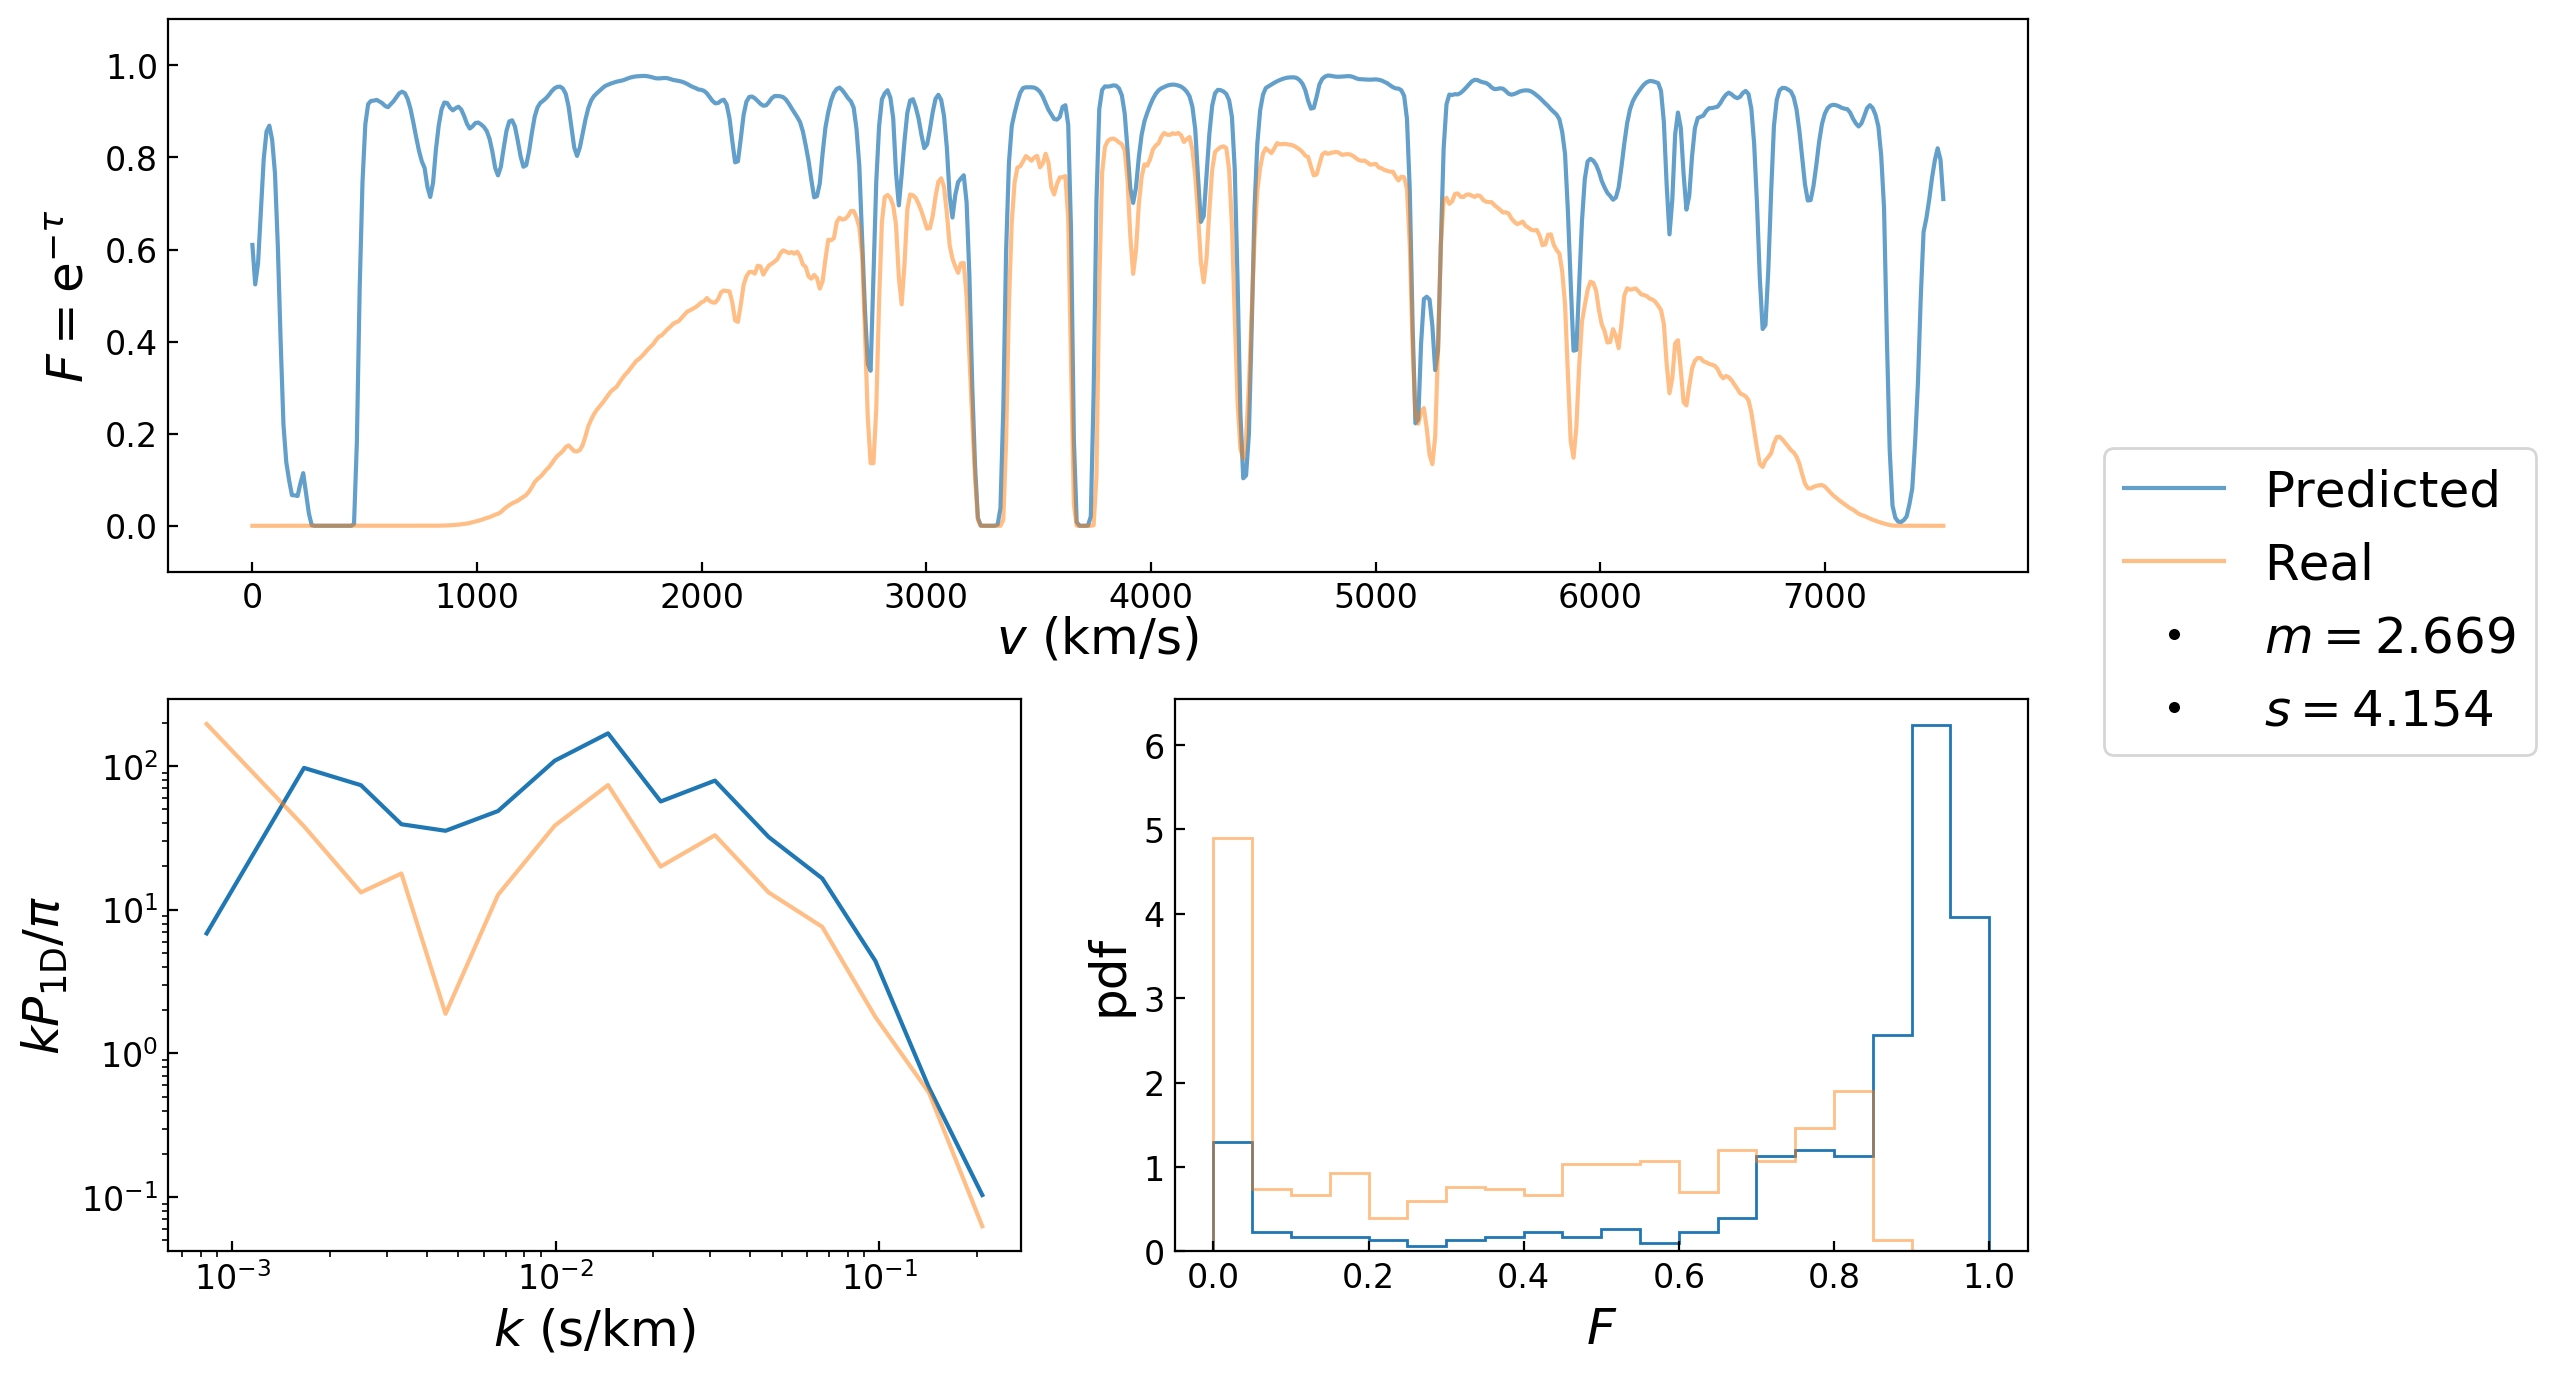 F = e^{−τ}
1.0
0.8
0.6
0.4
0.2
0.0
0 1000 2000 3000 4000 5000 6000 7000
v (km/s)
Predicted
Real
m = 2.669
s = 4.154
kP_{1D}/π
10^{2}
10^{1}
10^{0}
10^{−1}
10^{−3} 10^{−2} 10^{−1}
k (s/km)
pdf
6
5
4
3
2
1
0
0.0 0.2 0.4 0.6 0.8 1.0
F